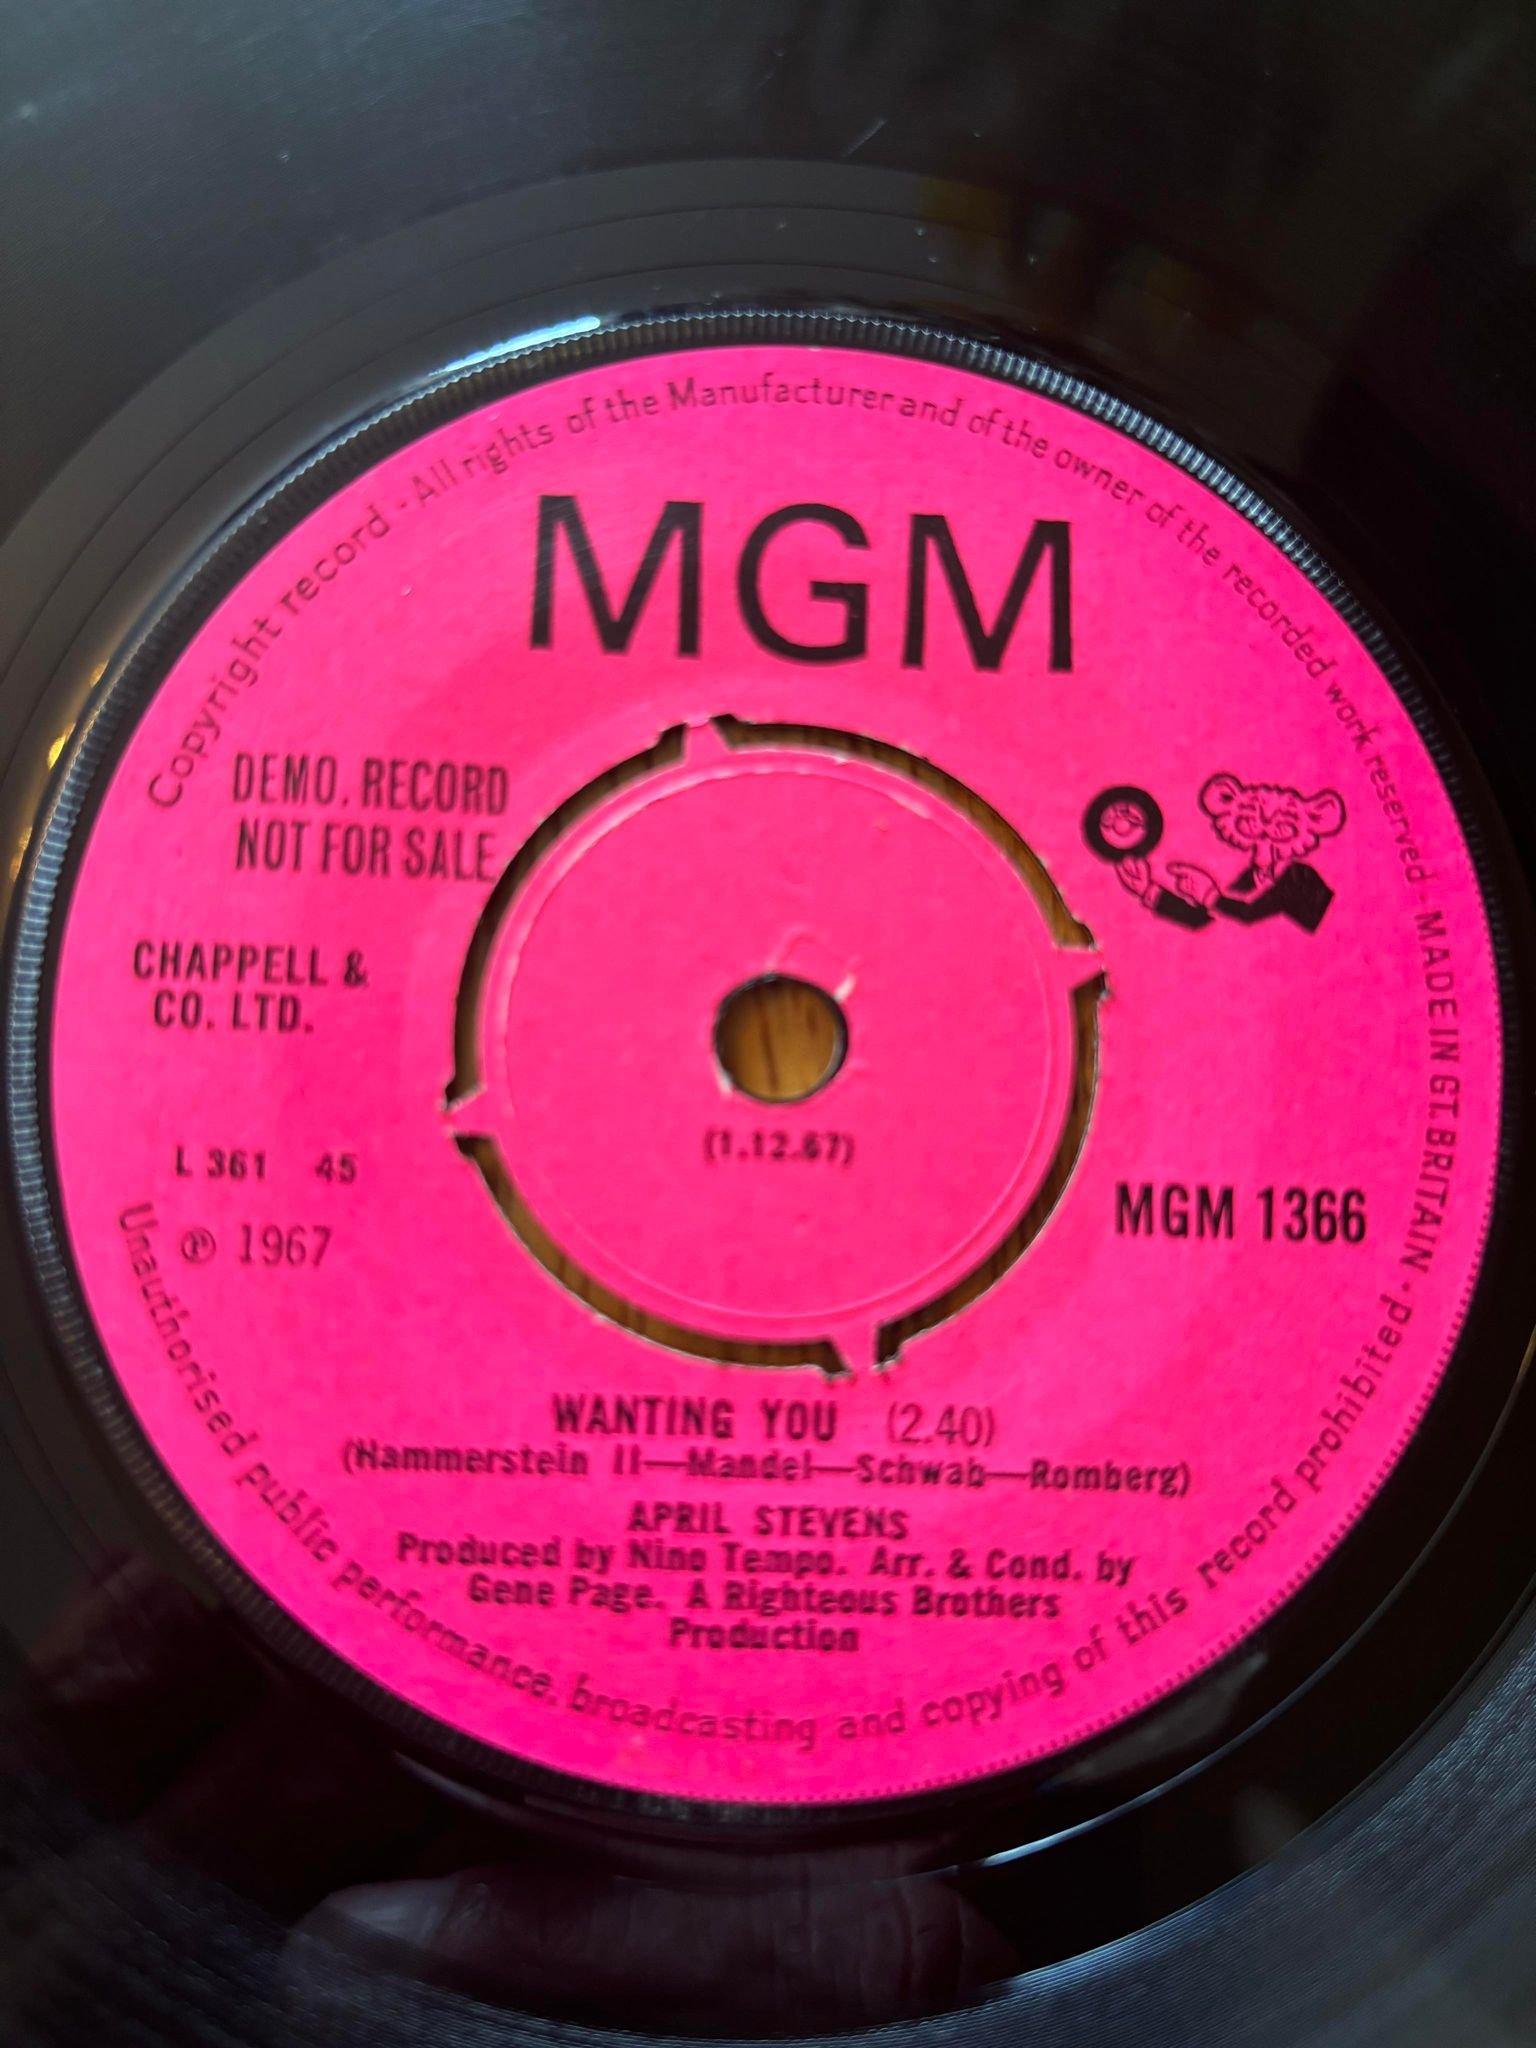 Copyright record · All rights of the Manufacturer and of the owner of the recorded work reserved · MADE IN GT. BRITAIN ·
MGM
DEMO. RECORD
NOT FOR SALE
CHAPPELL &
CO. LTD.
(1.12.67)
L 361 45
℗ 1967
MGM 1366
WANTING YOU (2.40)
(Hammerstein II—Mandel—Schwab—Romberg)
APRIL STEVENS
Produced by Nino Tempo. Arr. & Cond. by
Gene Page. A Righteous Brothers
Production
Unauthorised public performance, broadcasting and copying of this record prohibited ·